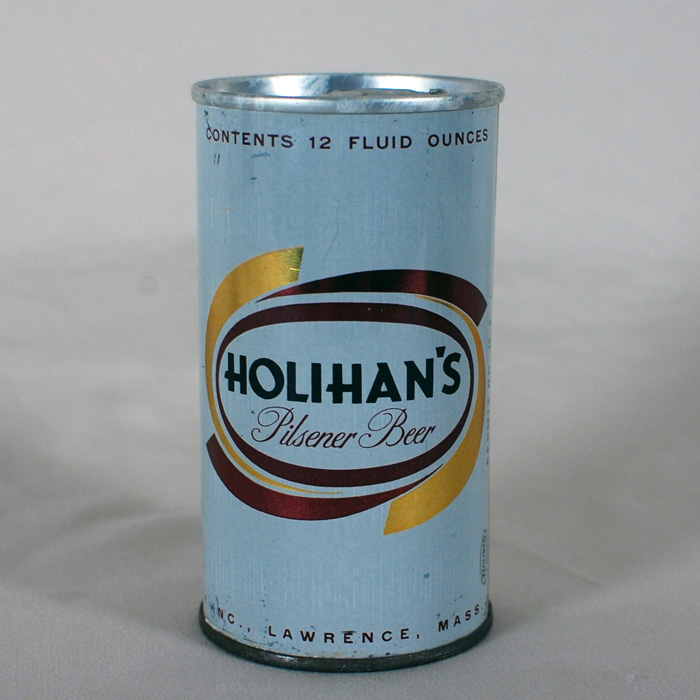 CONTENTS 12 FLUID OUNCES
HOLIHAN'S
Pilsener Beer
INC., LAWRENCE, MASS.